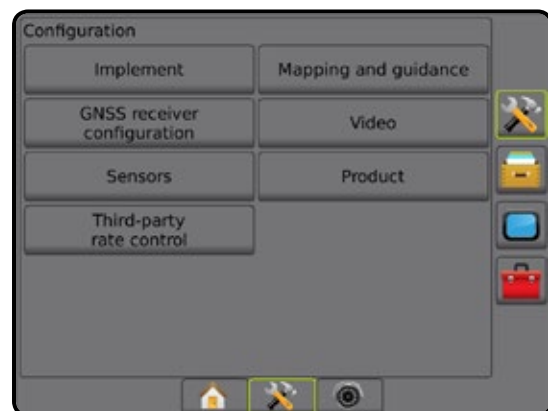 Configuration
Implement
Mapping and guidance
GNSS receiver
configuration
Video
Sensors
Product
Third-party
rate control